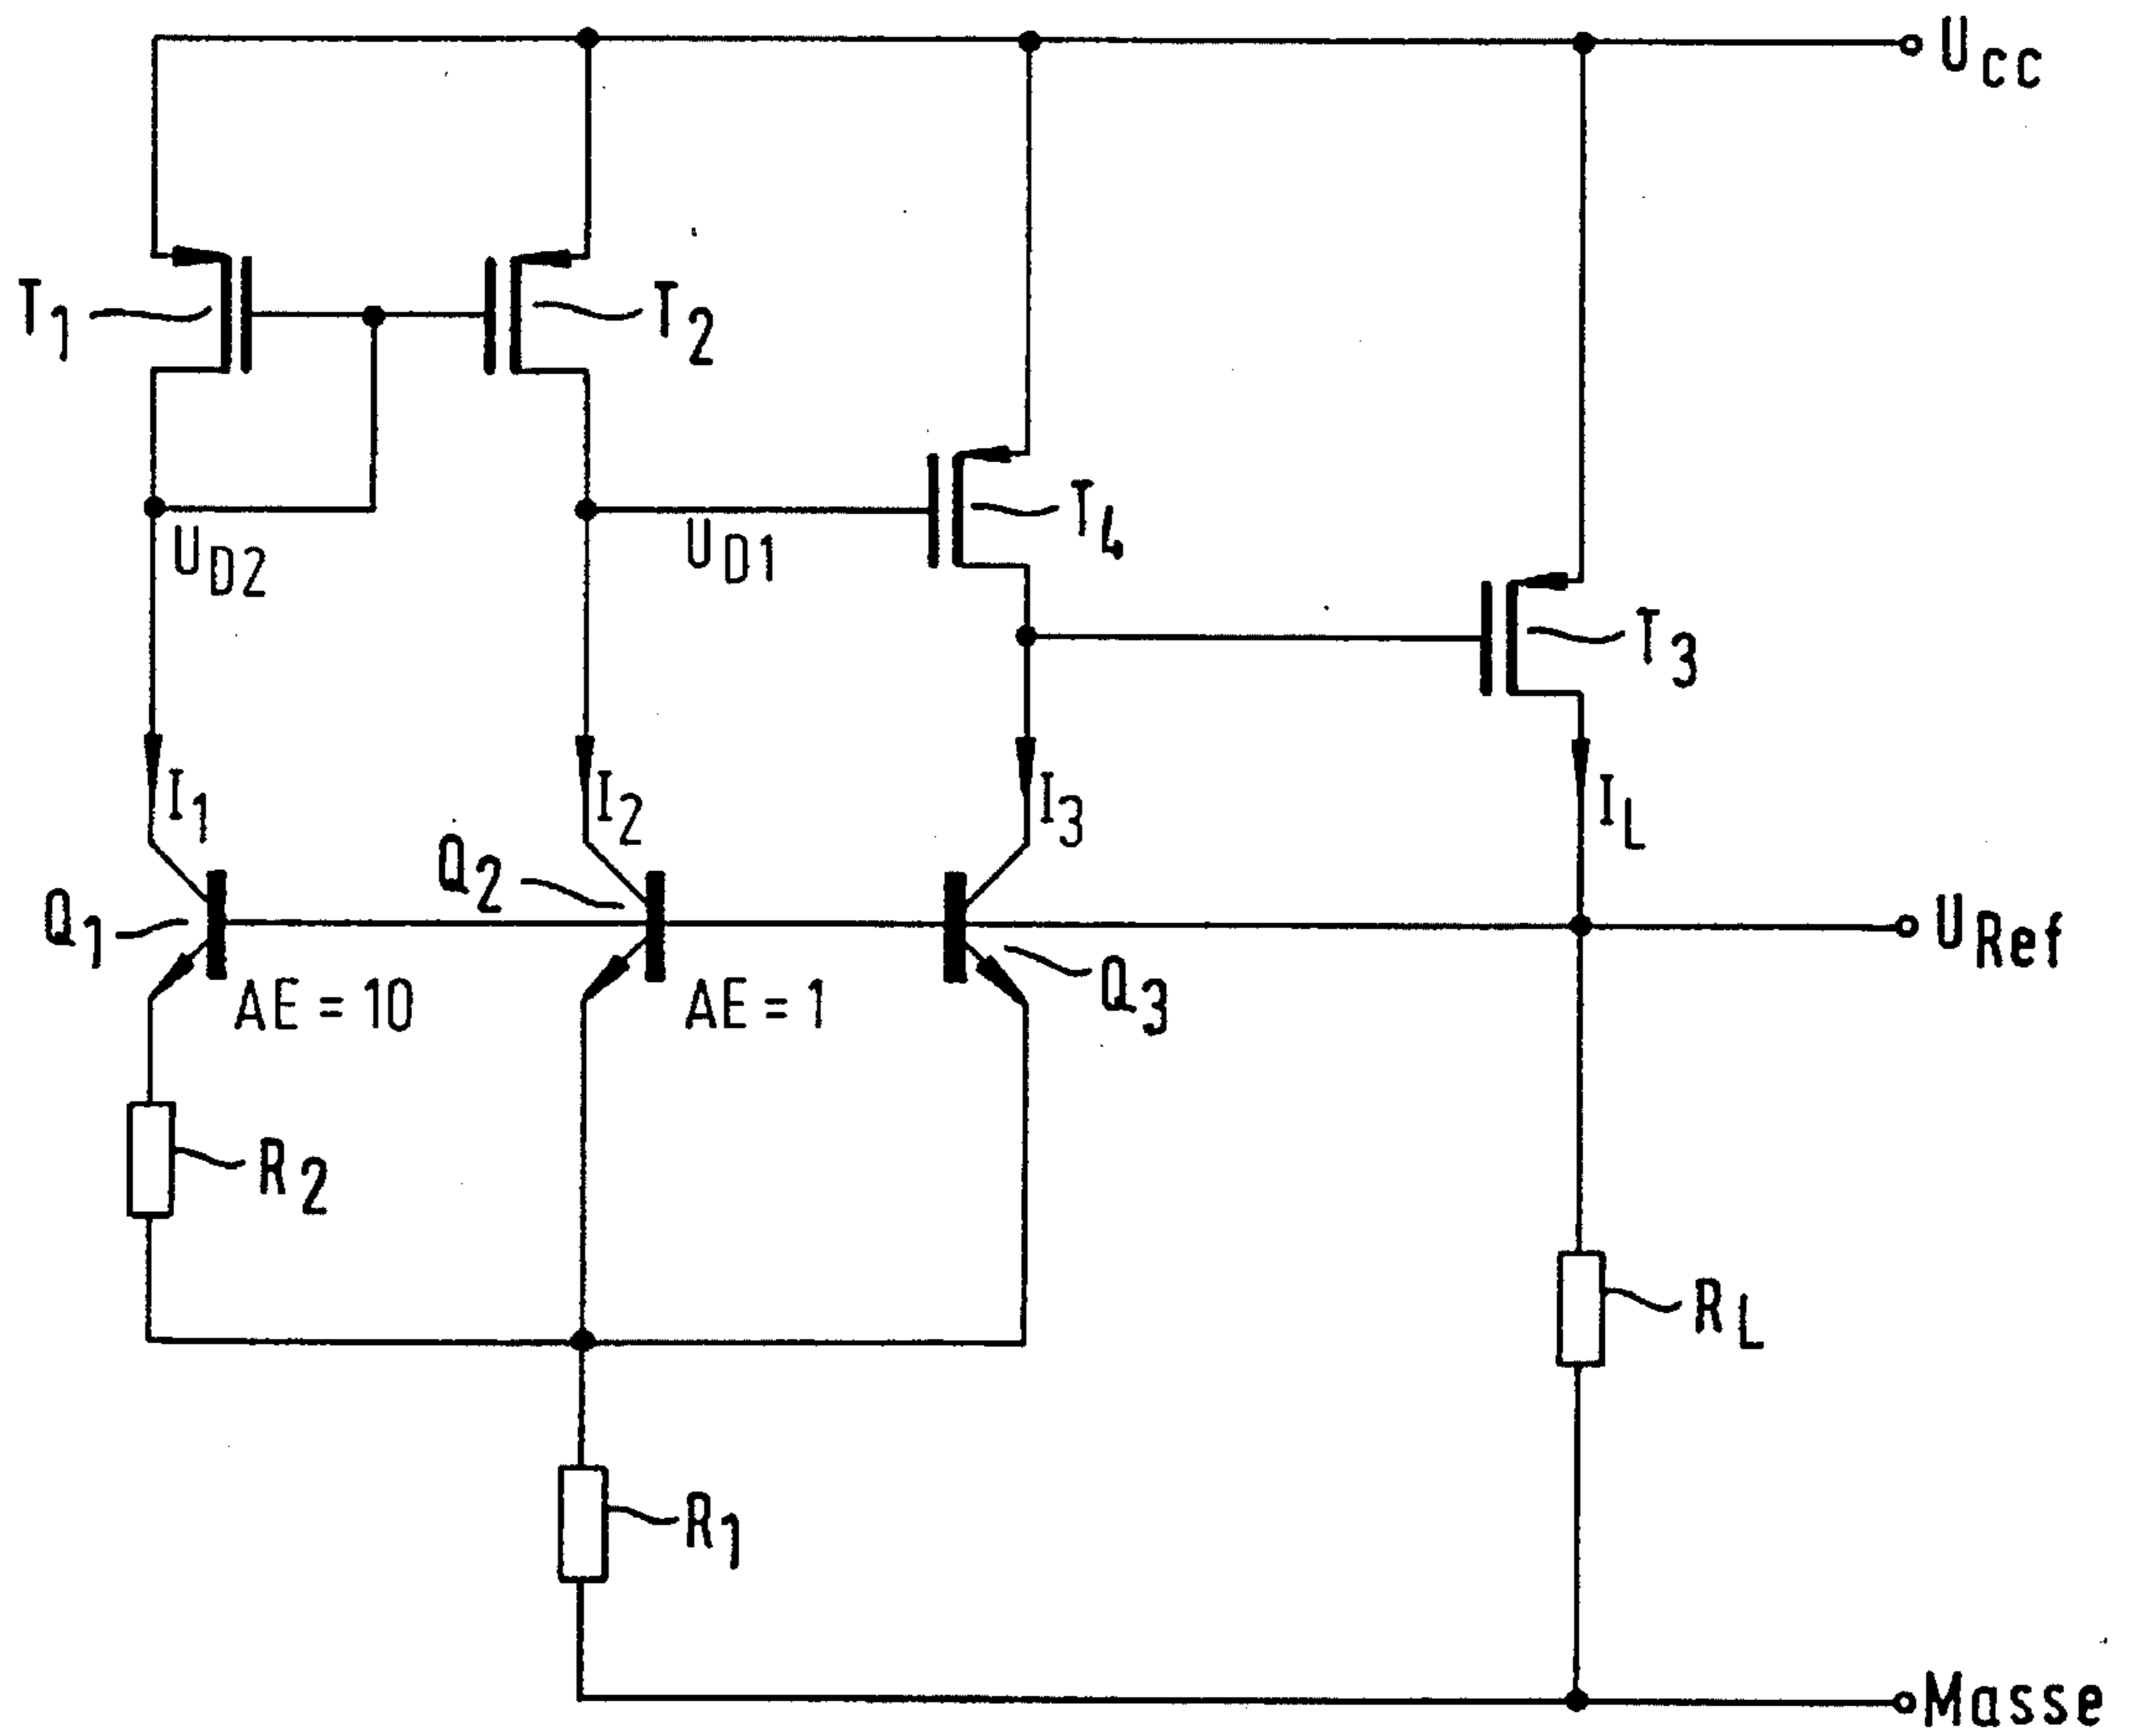 UCC
T1
T2
UD2
UD1
T4
T3
I1
I2
I3
IL
Q1
Q2
AE = 10
AE = 1
Q3
URef
R2
RL
R1
Masse